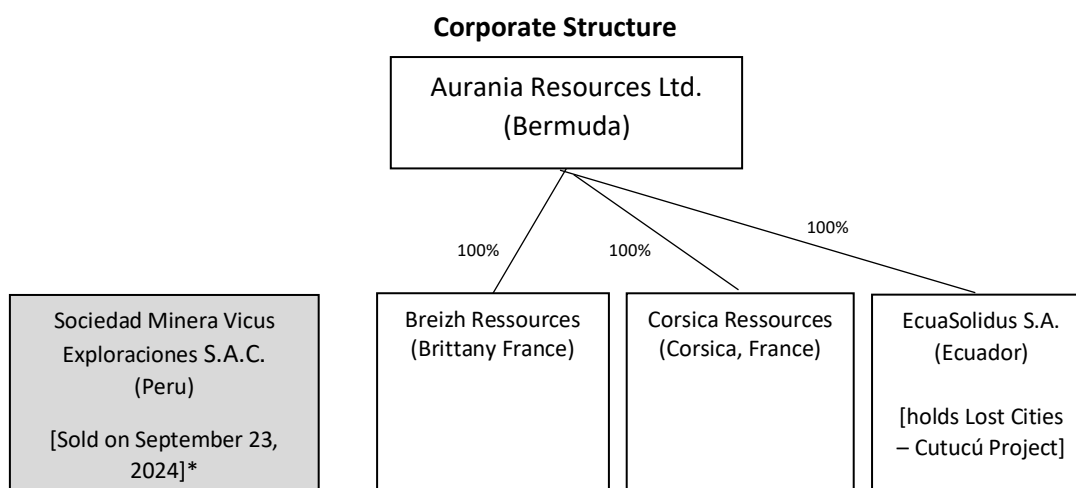 Corporate Structure
Aurania Resources Ltd.
(Bermuda)
100%
100%
100%
Sociedad Minera Vicus
Exploraciones S.A.C.
(Peru)
[Sold on September 23,
2024]*
Breizh Ressources
(Brittany France)
Corsica Ressources
(Corsica, France)
EcuaSolidus S.A.
(Ecuador)
[holds Lost Cities
– Cutucú Project]